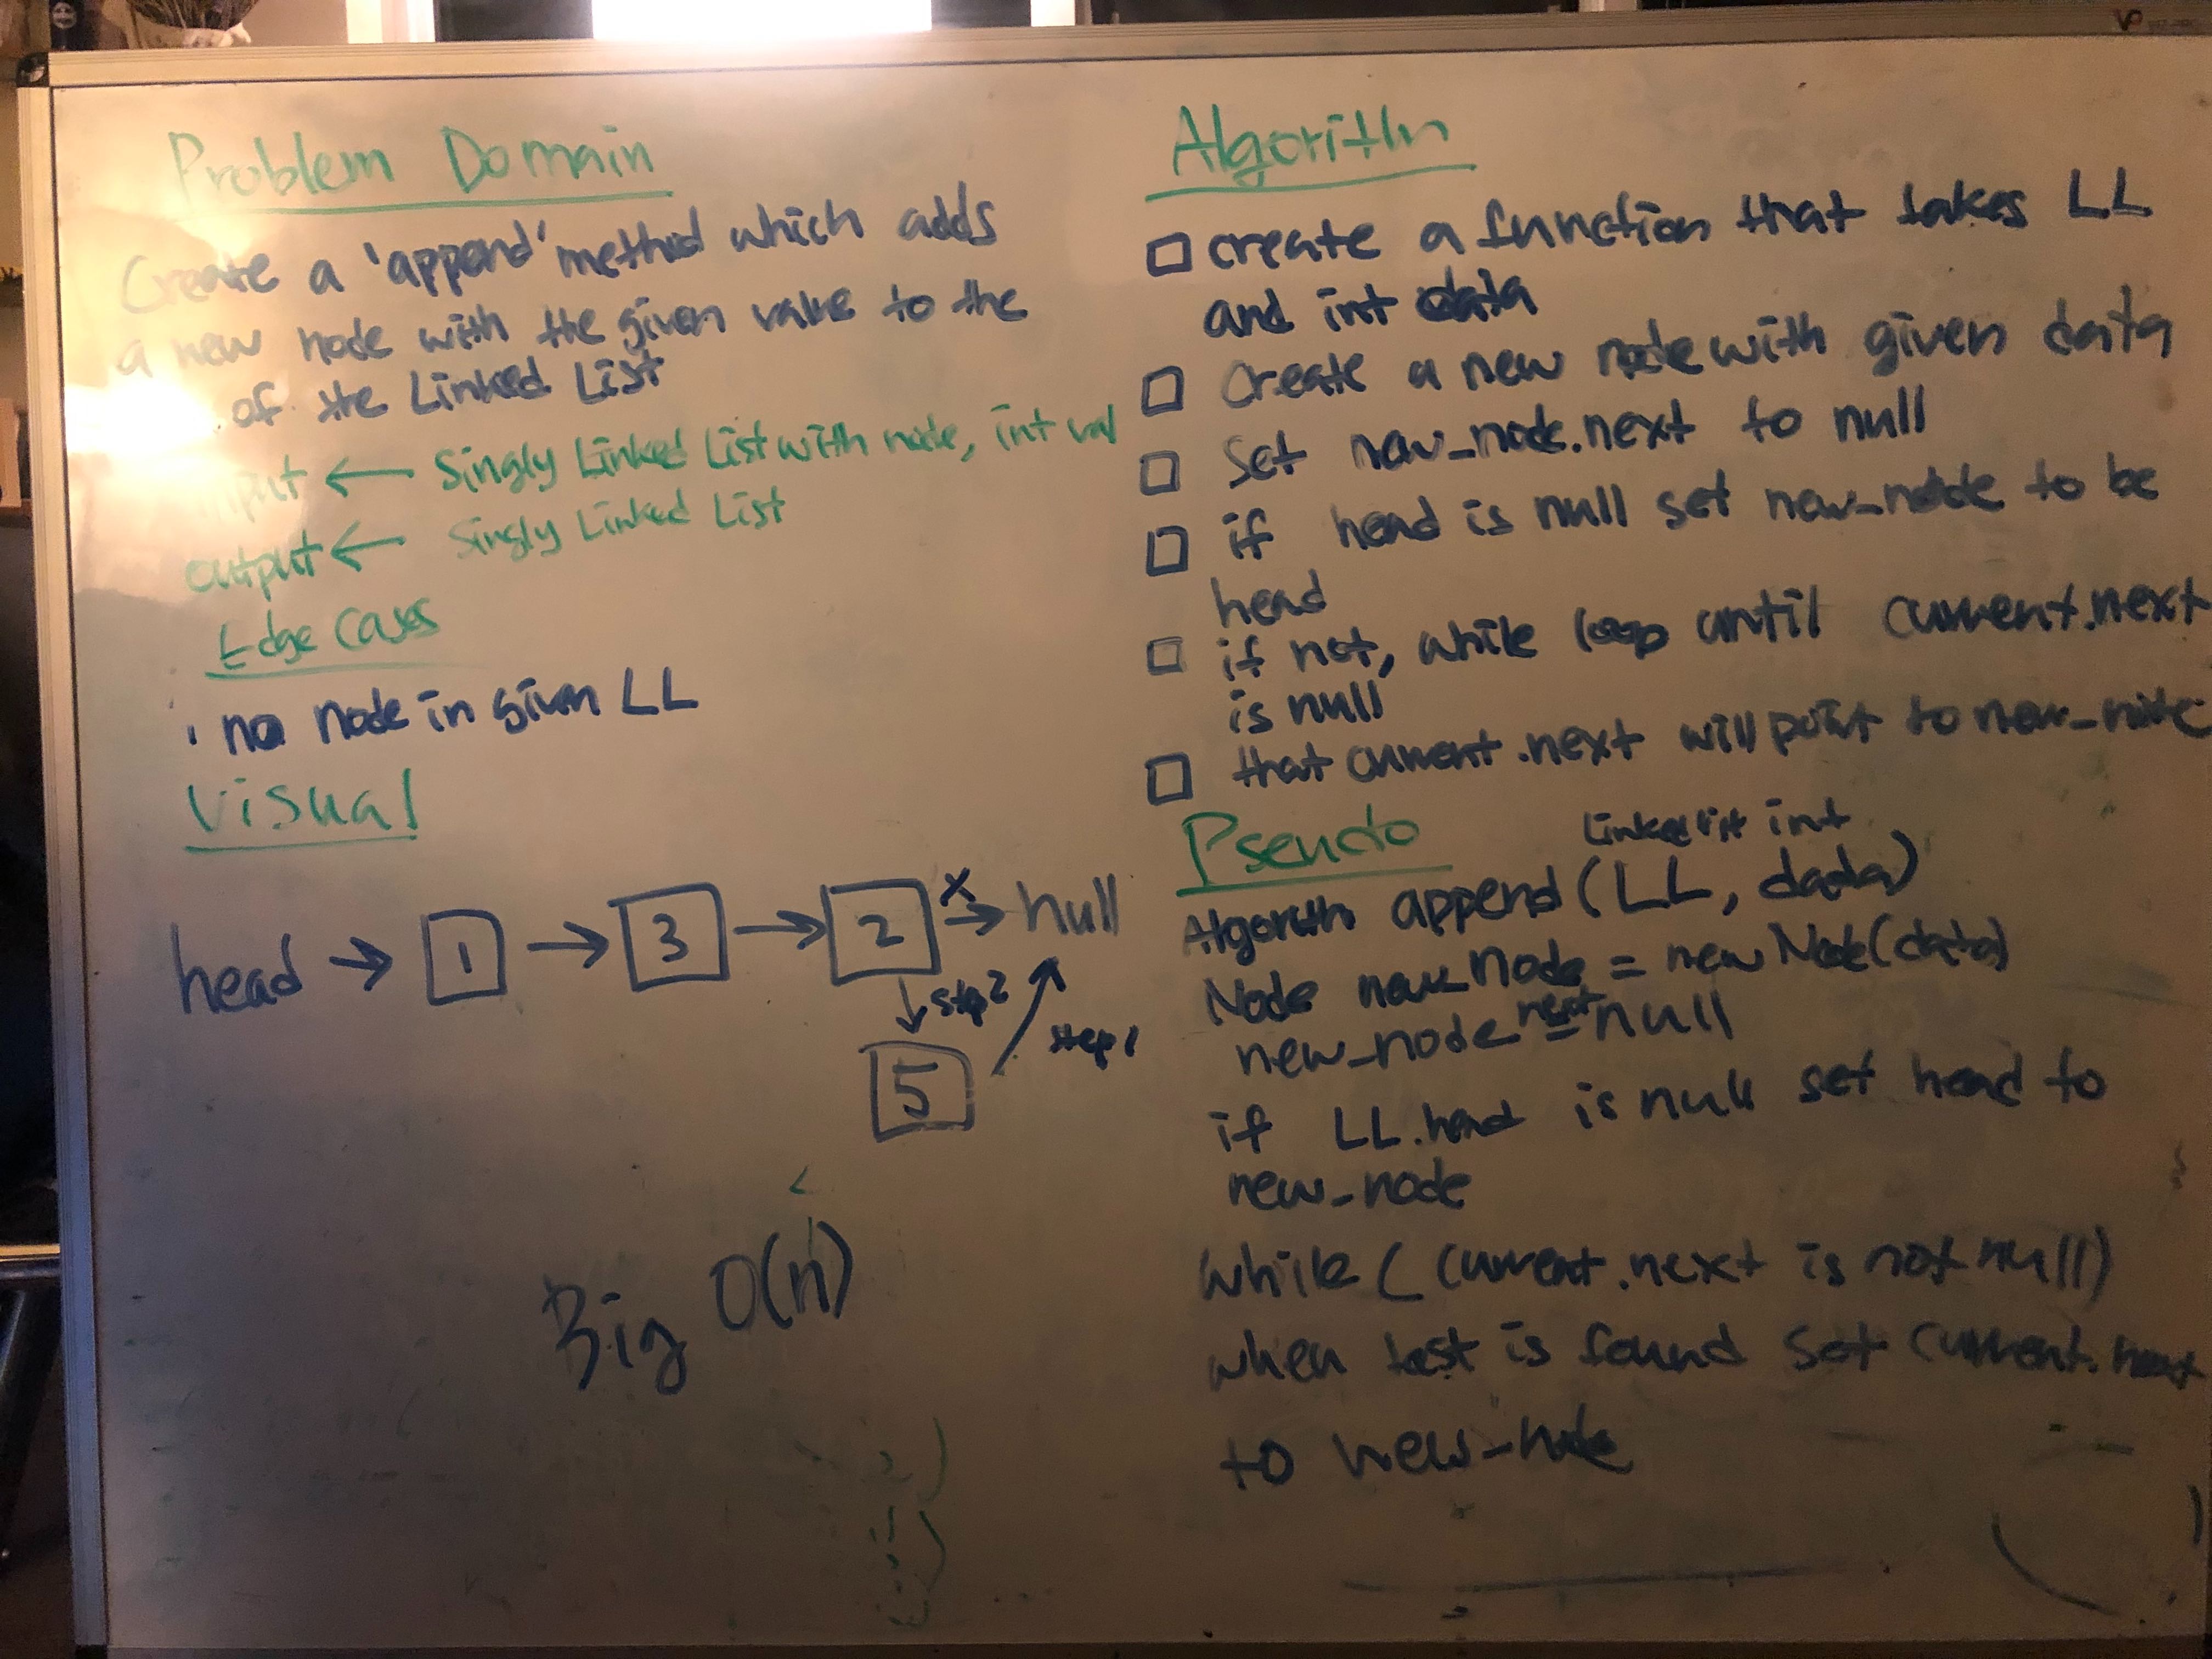 Problem Domain
Create a 'append' method which adds
a new node with the given value to the
of the Linked List
input ← Singly Linked List with node, int val
output ← Singly Linked List
Edge Cases
no node in given LL
Visual
head → 1 → 3 → 2 x → null
step2
step 1
5
Big O(n)
Algorithm
□ create a function that takes LL
and int data
□ Create a new node with given data
□ Set new_node.next to null
□ if head is null set new_node to be
head
□ if not, while loop until current.next
is null
□ that current.next will point to new_node
Pseudo
Linked list int
Algorithm append (LL, data)
Node new_node = new Node(data)
new_node next = null
if LL.head is null set head to
new_node
while ( current.next is not null)
when last is found set current.next
to new-node